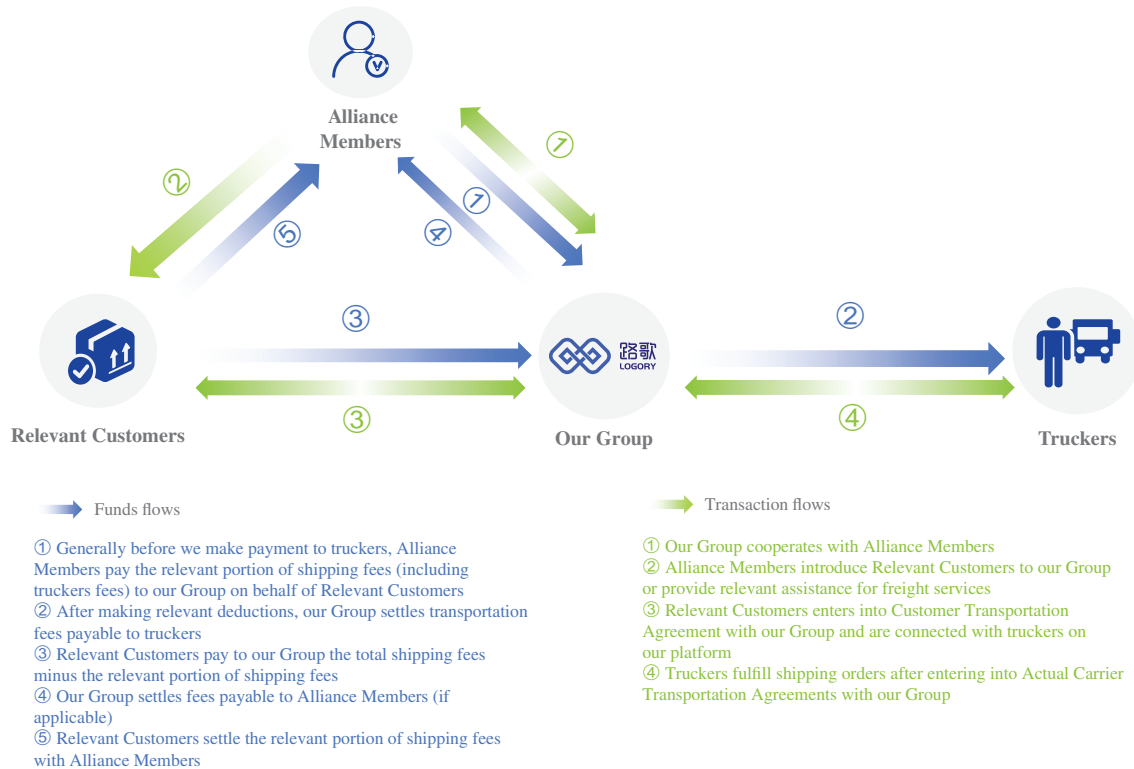 Alliance
Members
①
②
①
⑤
④
③
②
路歌
LOGORY
③
④
Relevant Customers
Our Group
Truckers
Funds flows
① Generally before we make payment to truckers, Alliance
Members pay the relevant portion of shipping fees (including
truckers fees) to our Group on behalf of Relevant Customers
② After making relevant deductions, our Group settles transportation
fees payable to truckers
③ Relevant Customers pay to our Group the total shipping fees
minus the relevant portion of shipping fees
④ Our Group settles fees payable to Alliance Members (if
applicable)
⑤ Relevant Customers settle the relevant portion of shipping fees
with Alliance Members
Transaction flows
① Our Group cooperates with Alliance Members
② Alliance Members introduce Relevant Customers to our Group
or provide relevant assistance for freight services
③ Relevant Customers enters into Customer Transportation
Agreement with our Group and are connected with truckers on
our platform
④ Truckers fulfill shipping orders after entering into Actual Carrier
Transportation Agreements with our Group